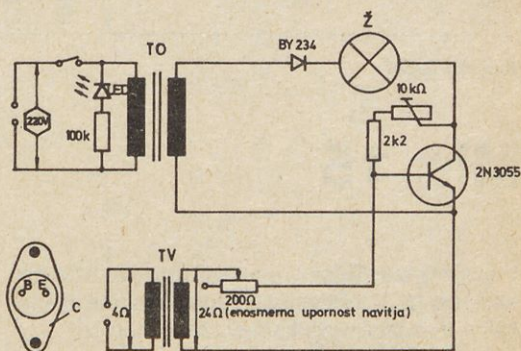 Ž
TO
BY 234
LED
10 kΩ
220V
100k
2k2
2N3055
TV
B E
C
4Ω
200Ω
24Ω (enosmerna upornost navitja)